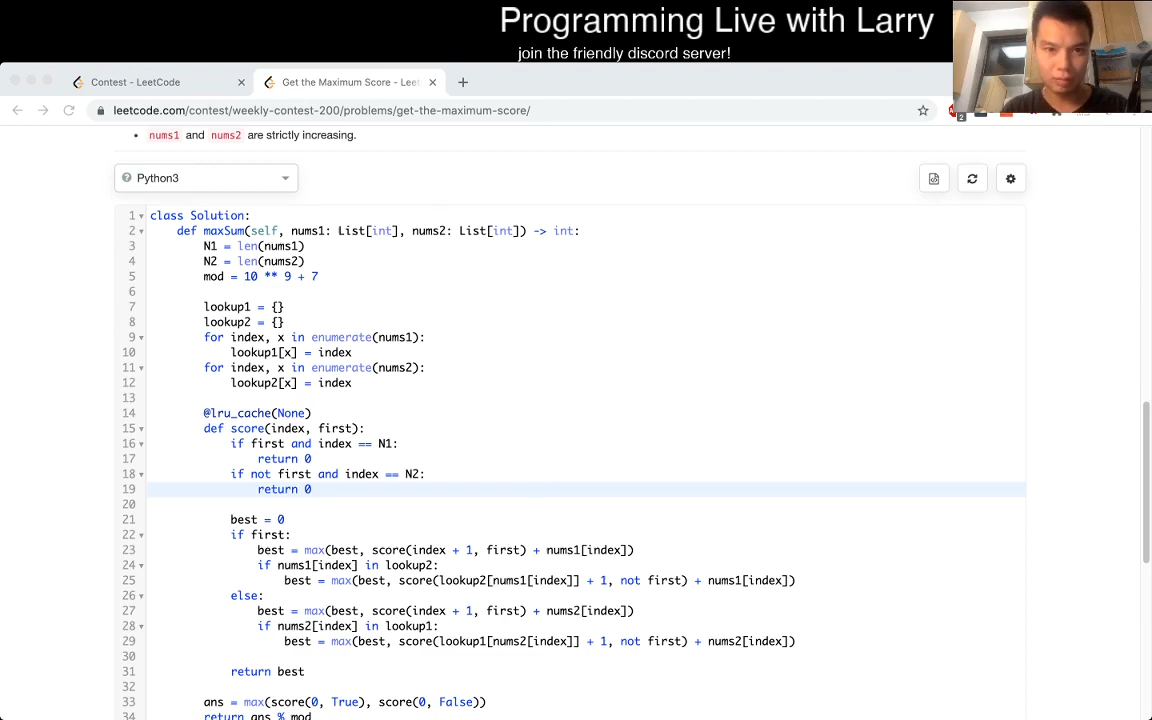 Programming Live with Larry
join the friendly discord server!
Contest - LeetCode
Get the Maximum Score - Leet
leetcode.com/contest/weekly-contest-200/problems/get-the-maximum-score/
2
• nums1 and nums2 are strictly increasing.
Python3
1 class Solution:
2 def maxSum(self, nums1: List[int], nums2: List[int]) -> int:
3 N1 = len(nums1)
4 N2 = len(nums2)
5 mod = 10 ** 9 + 7
6
7 lookup1 = {}
8 lookup2 = {}
9 for index, x in enumerate(nums1):
10 lookup1[x] = index
11 for index, x in enumerate(nums2):
12 lookup2[x] = index
13
14 @lru_cache(None)
15 def score(index, first):
16 if first and index == N1:
17 return 0
18 if not first and index == N2:
19 return 0
20
21 best = 0
22 if first:
23 best = max(best, score(index + 1, first) + nums1[index])
24 if nums1[index] in lookup2:
25 best = max(best, score(lookup2[nums1[index]] + 1, not first) + nums1[index])
26 else:
27 best = max(best, score(index + 1, first) + nums2[index])
28 if nums2[index] in lookup1:
29 best = max(best, score(lookup1[nums2[index]] + 1, not first) + nums2[index])
30
31 return best
32
33 ans = max(score(0, True), score(0, False))
34 return ans % mod